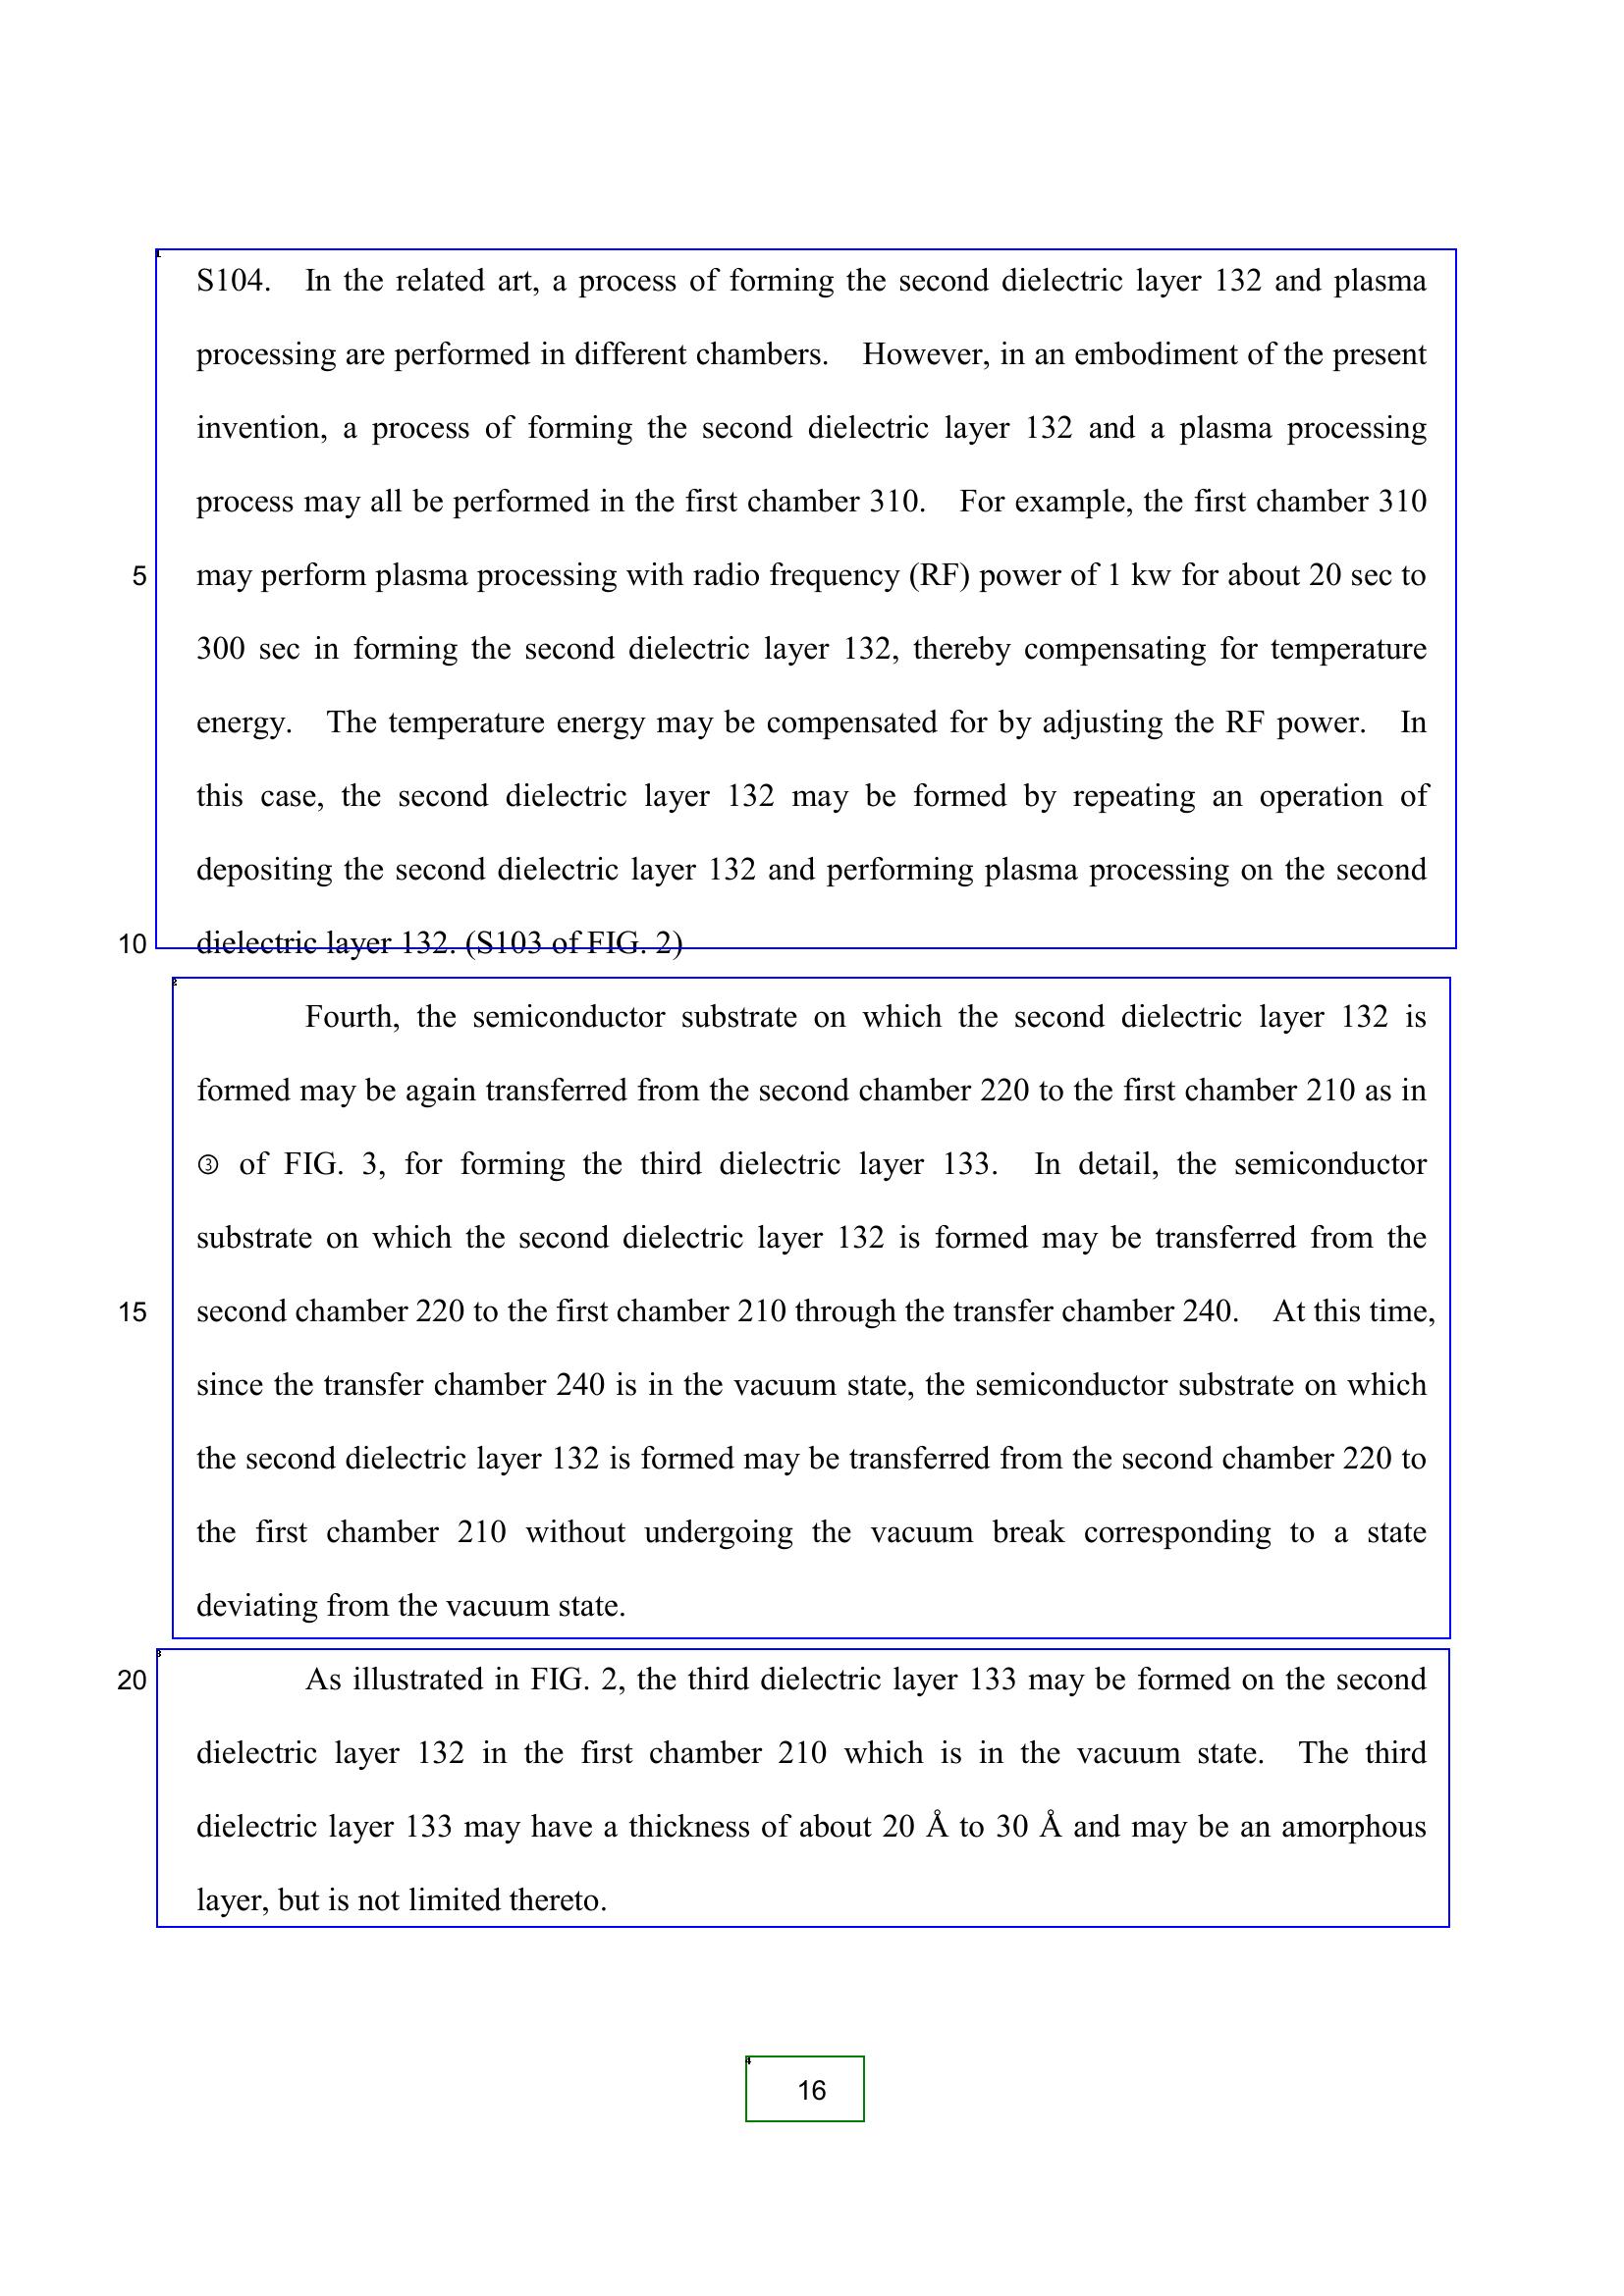 S104. In the related art, a process of forming the second dielectric layer 132 and plasma
processing are performed in different chambers. However, in an embodiment of the present
invention, a process of forming the second dielectric layer 132 and a plasma processing
process may all be performed in the first chamber 310. For example, the first chamber 310
5 may perform plasma processing with radio frequency (RF) power of 1 kw for about 20 sec to
300 sec in forming the second dielectric layer 132, thereby compensating for temperature
energy. The temperature energy may be compensated for by adjusting the RF power. In
this case, the second dielectric layer 132 may be formed by repeating an operation of
depositing the second dielectric layer 132 and performing plasma processing on the second
10 dielectric layer 132. (S103 of FIG. 2)
Fourth, the semiconductor substrate on which the second dielectric layer 132 is
formed may be again transferred from the second chamber 220 to the first chamber 210 as in
③ of FIG. 3, for forming the third dielectric layer 133. In detail, the semiconductor
substrate on which the second dielectric layer 132 is formed may be transferred from the
15 second chamber 220 to the first chamber 210 through the transfer chamber 240. At this time,
since the transfer chamber 240 is in the vacuum state, the semiconductor substrate on which
the second dielectric layer 132 is formed may be transferred from the second chamber 220 to
the first chamber 210 without undergoing the vacuum break corresponding to a state
deviating from the vacuum state.
20 As illustrated in FIG. 2, the third dielectric layer 133 may be formed on the second
dielectric layer 132 in the first chamber 210 which is in the vacuum state. The third
dielectric layer 133 may have a thickness of about 20 Å to 30 Å and may be an amorphous
layer, but is not limited thereto.
16